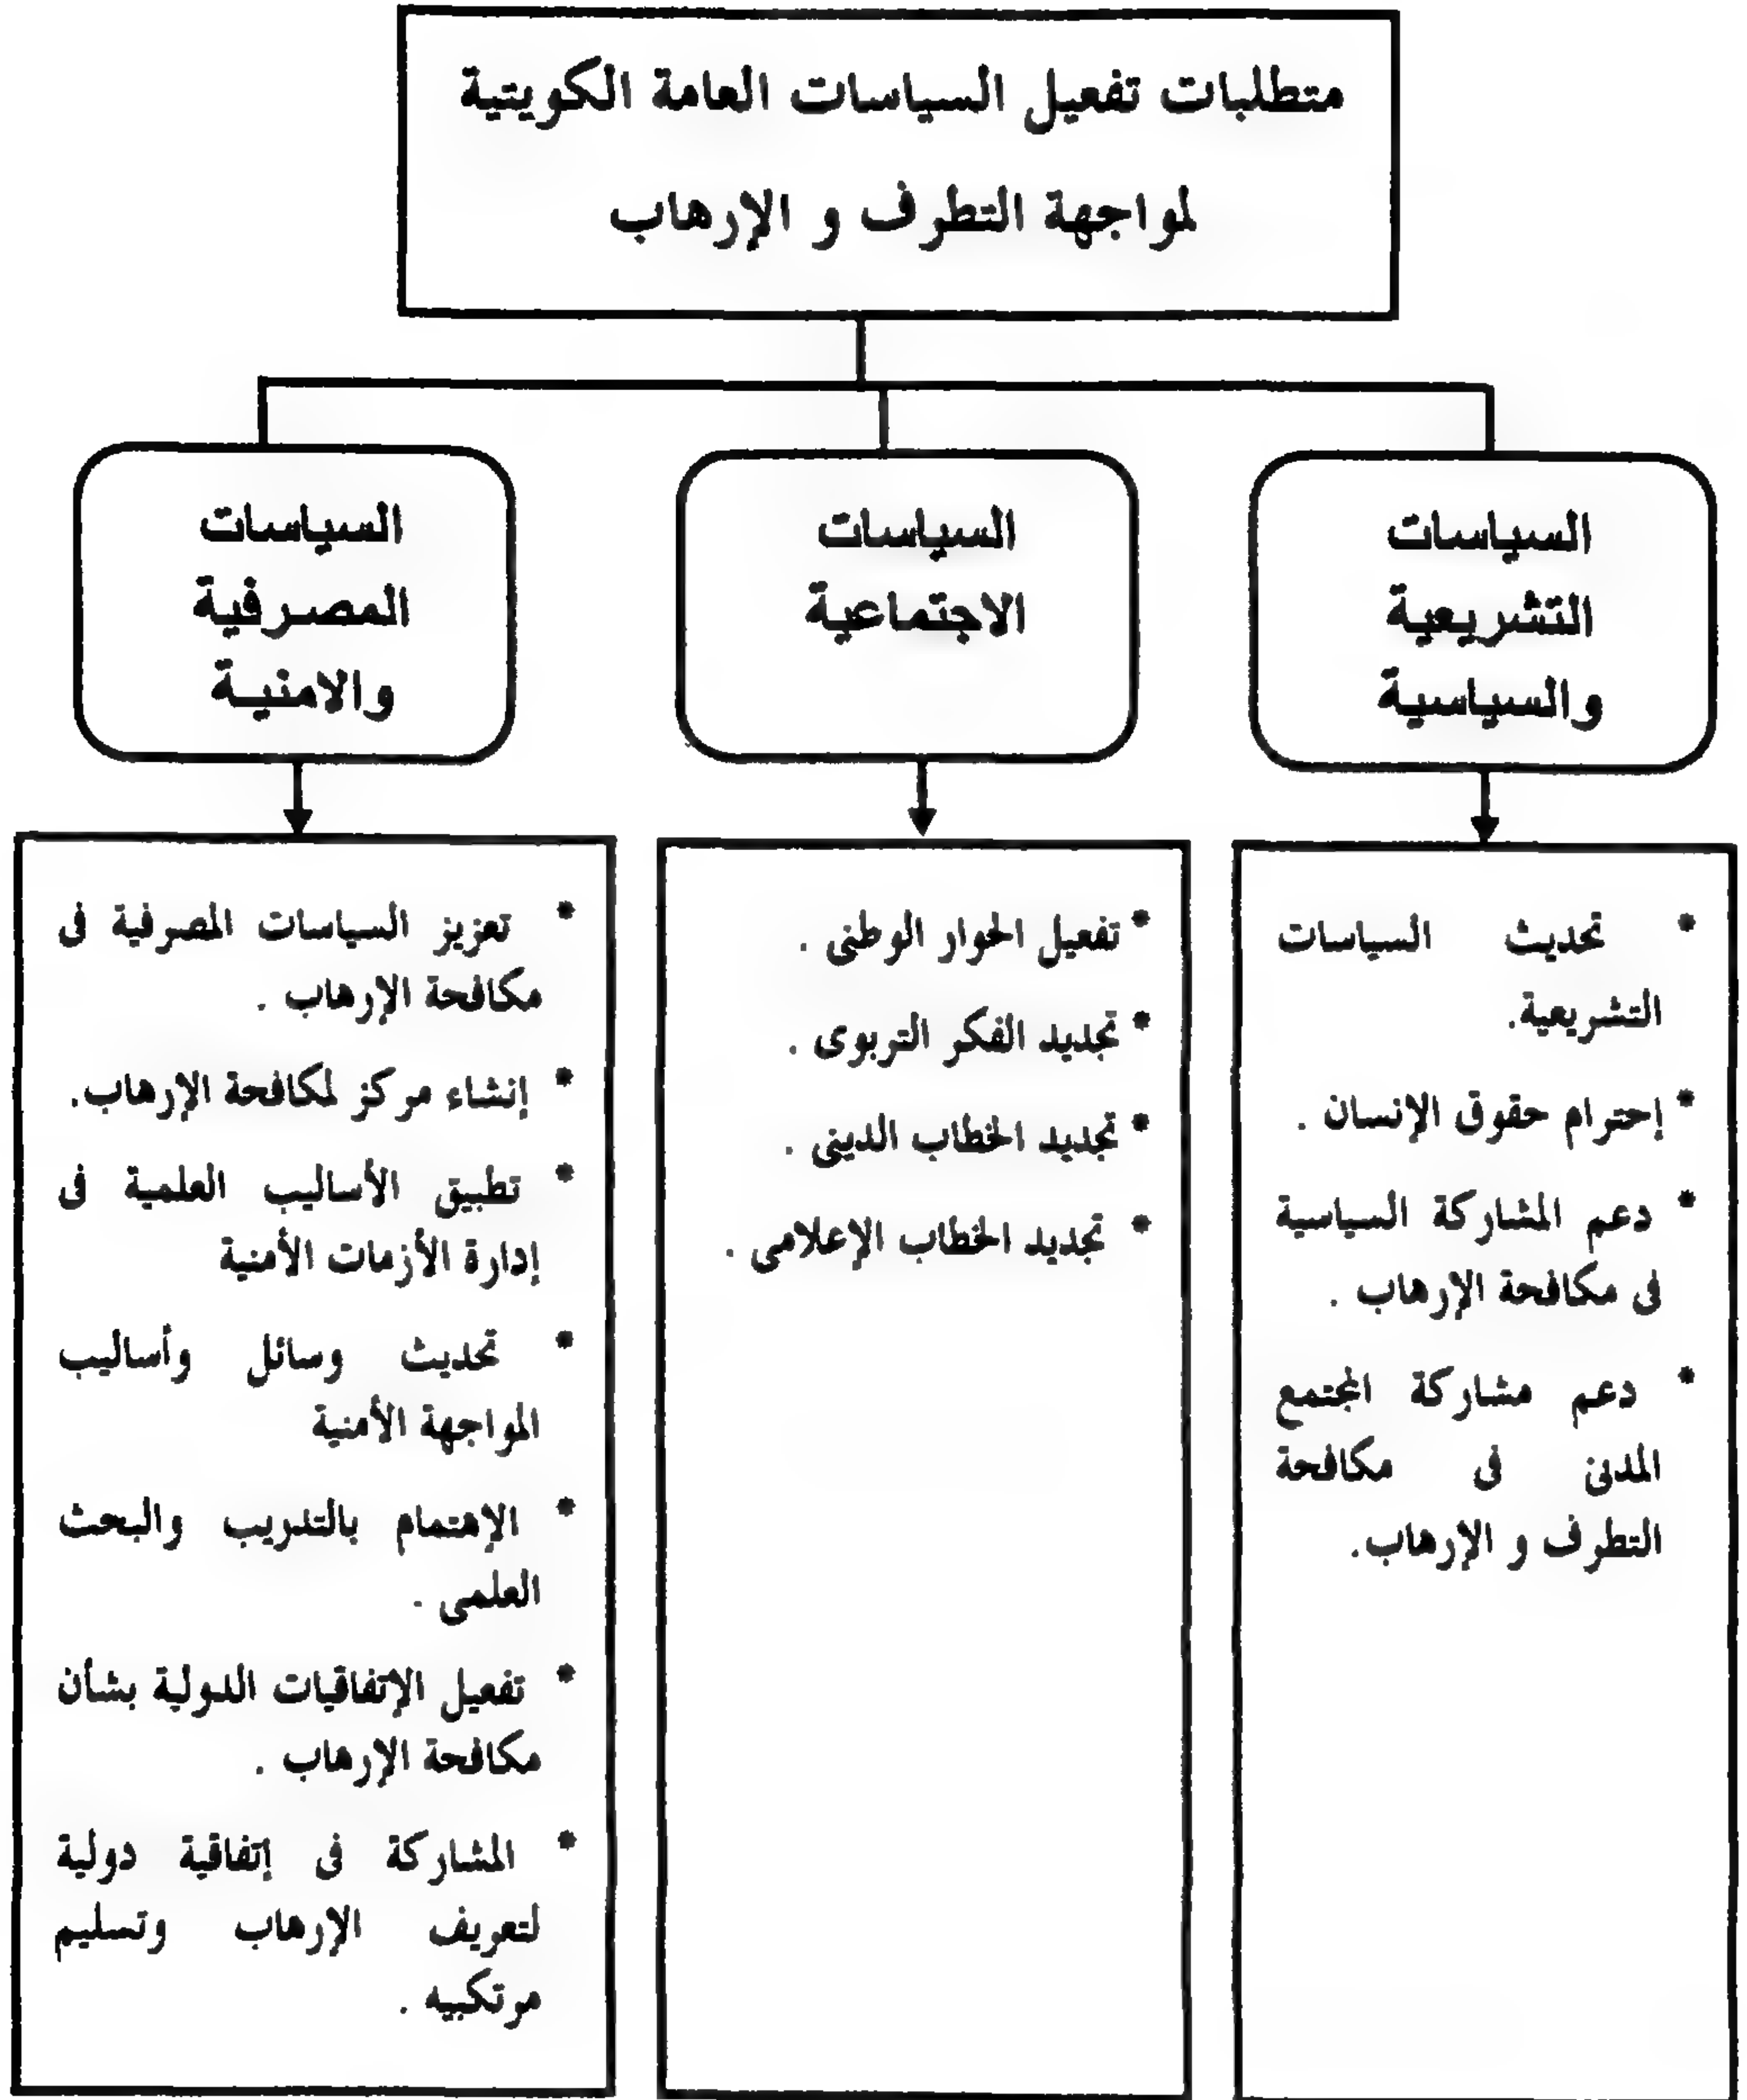 متطلبات تفعيل السياسات العامة الكويتية
لمواجهة التطرف و الإرهاب
السياسات
التشريعية
والسياسية
السياسات
الاجتماعية
السياسات
المصرفية
والامنية
* تحديث السياسات
التشريعية.
* إحترام حقوق الإنسان .
* دعم المشاركة السياسية
فى مكافحة الإرهاب .
* دعم مشاركة المجتمع
المدنى فى مكافحة
التطرف و الإرهاب.
* تفعيل الحوار الوطنى .
* تجديد الفكر التربوى .
* تجديد الخطاب الدينى .
* تجديد الخطاب الإعلامى .
* تعزيز السياسات المصرفية فى
مكافحة الإرهاب .
* إنشاء مركز لمكافحة الإرهاب.
* تطبيق الأساليب العلمية فى
إدارة الأزمات الأمنية
* تحديث وسائل وأساليب
المواجهة الأمنية
* الإهتمام بالتدريب والبحث
العلمى .
* تفعيل الإتفاقيات الدولية بشأن
مكافحة الإرهاب .
* المشاركة فى إتفاقية دولية
لتعريف الإرهاب وتسليم
مرتكبيه .